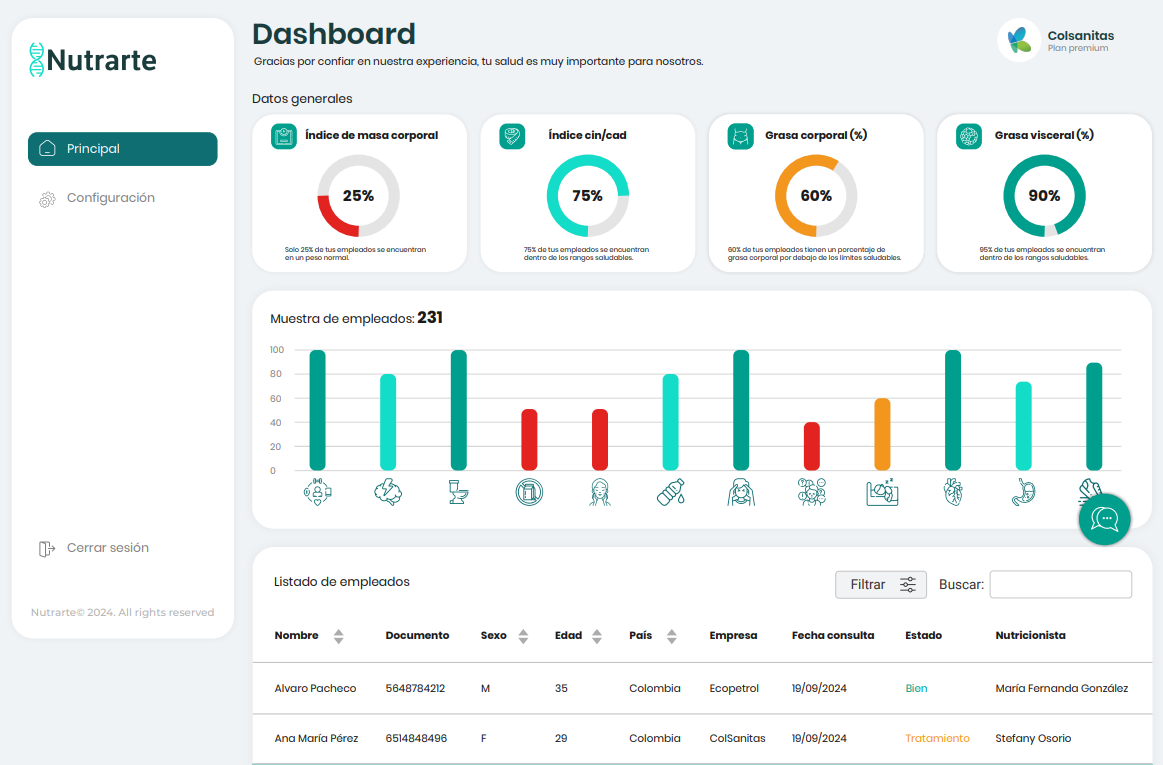 Nutrarte
Principal
Configuración
Cerrar sesión
Nutrarte© 2024. All rights reserved
Dashboard
Gracias por confiar en nuestra experiencia, tu salud es muy importante para nosotros.
Colsanitas
Plan premium
Datos generales
Índice de masa corporal
25%
Solo 25% de tus empleados se encuentran
en un peso normal.
Índice cin/cad
75%
75% de tus empleados se encuentran
dentro de los rangos saludables.
Grasa corporal (%)
60%
60% de tus empleados tienen un porcentaje de
grasa corporal por debajo de los límites saludables.
Grasa visceral (%)
90%
95% de tus empleados se encuentran
dentro de los rangos saludables.
Muestra de empleados: 231
100
80
60
40
20
0
Listado de empleados
Filtrar
Buscar:
Nombre Documento Sexo Edad País Empresa Fecha consulta Estado Nutricionista
Alvaro Pacheco 5648784212 M 35 Colombia Ecopetrol 19/09/2024 Bien María Fernanda González
Ana María Pérez 6514848496 F 29 Colombia ColSanitas 19/09/2024 Tratamiento Stefany Osorio